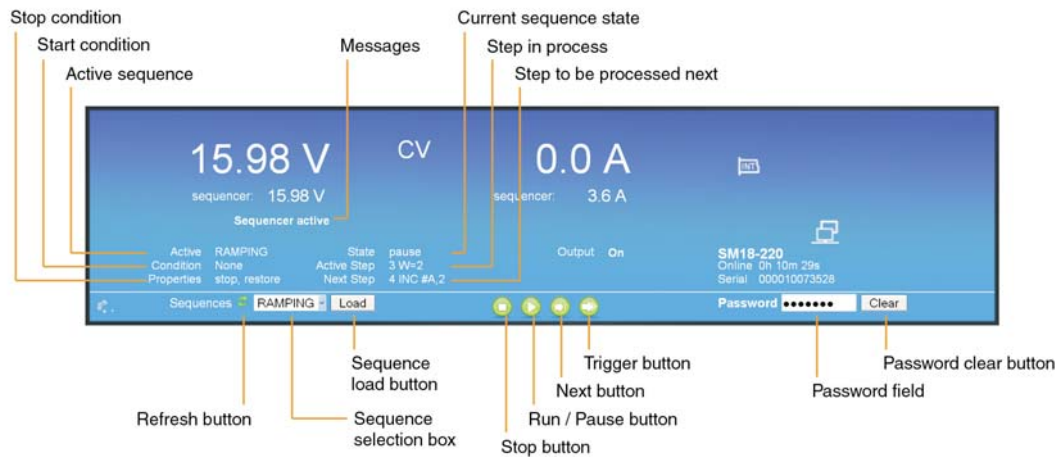 Stop condition
Start condition
Active sequence
Messages
Current sequence state
Step in process
Step to be processed next
15.98 V
CV
0.0 A
INT
sequencer: 15.98 V
sequencer: 3.6 A
Sequencer active
Active RAMPING State pause
Output On
SM18-220
Condition None Active Step 3 W=2
Online 0h 10m 29s
Properties stop, restore Next Step 4 INC #A,2
Serial 000010073528
Sequences RAMPING Load
Password ••••••• Clear
Refresh button
Sequence
selection box
Sequence
load button
Stop button
Run / Pause button
Next button
Trigger button
Password field
Password clear button